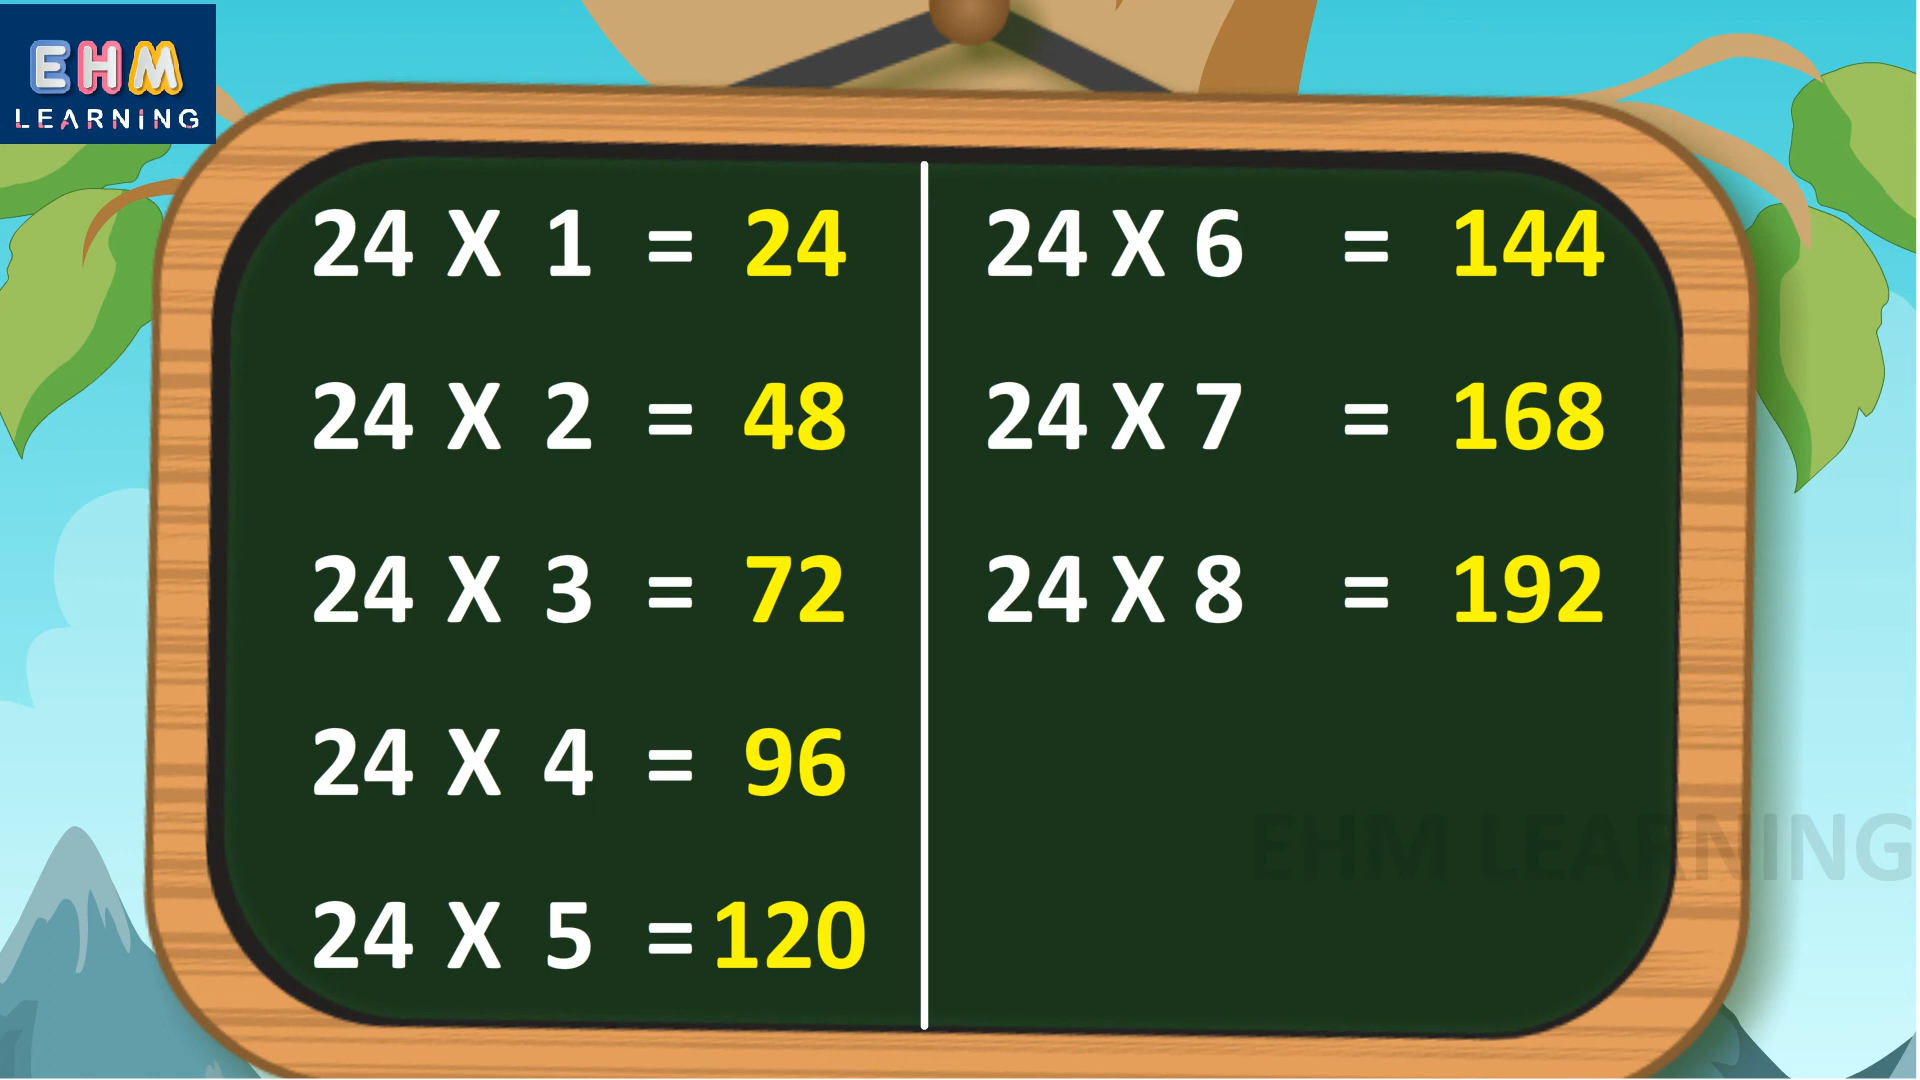 EHM
LEARNING
24 X 1 = 24
24 X 2 = 48
24 X 3 = 72
24 X 4 = 96
24 X 5 = 120
24 X 6 = 144
24 X 7 = 168
24 X 8 = 192
EHM LEARNING